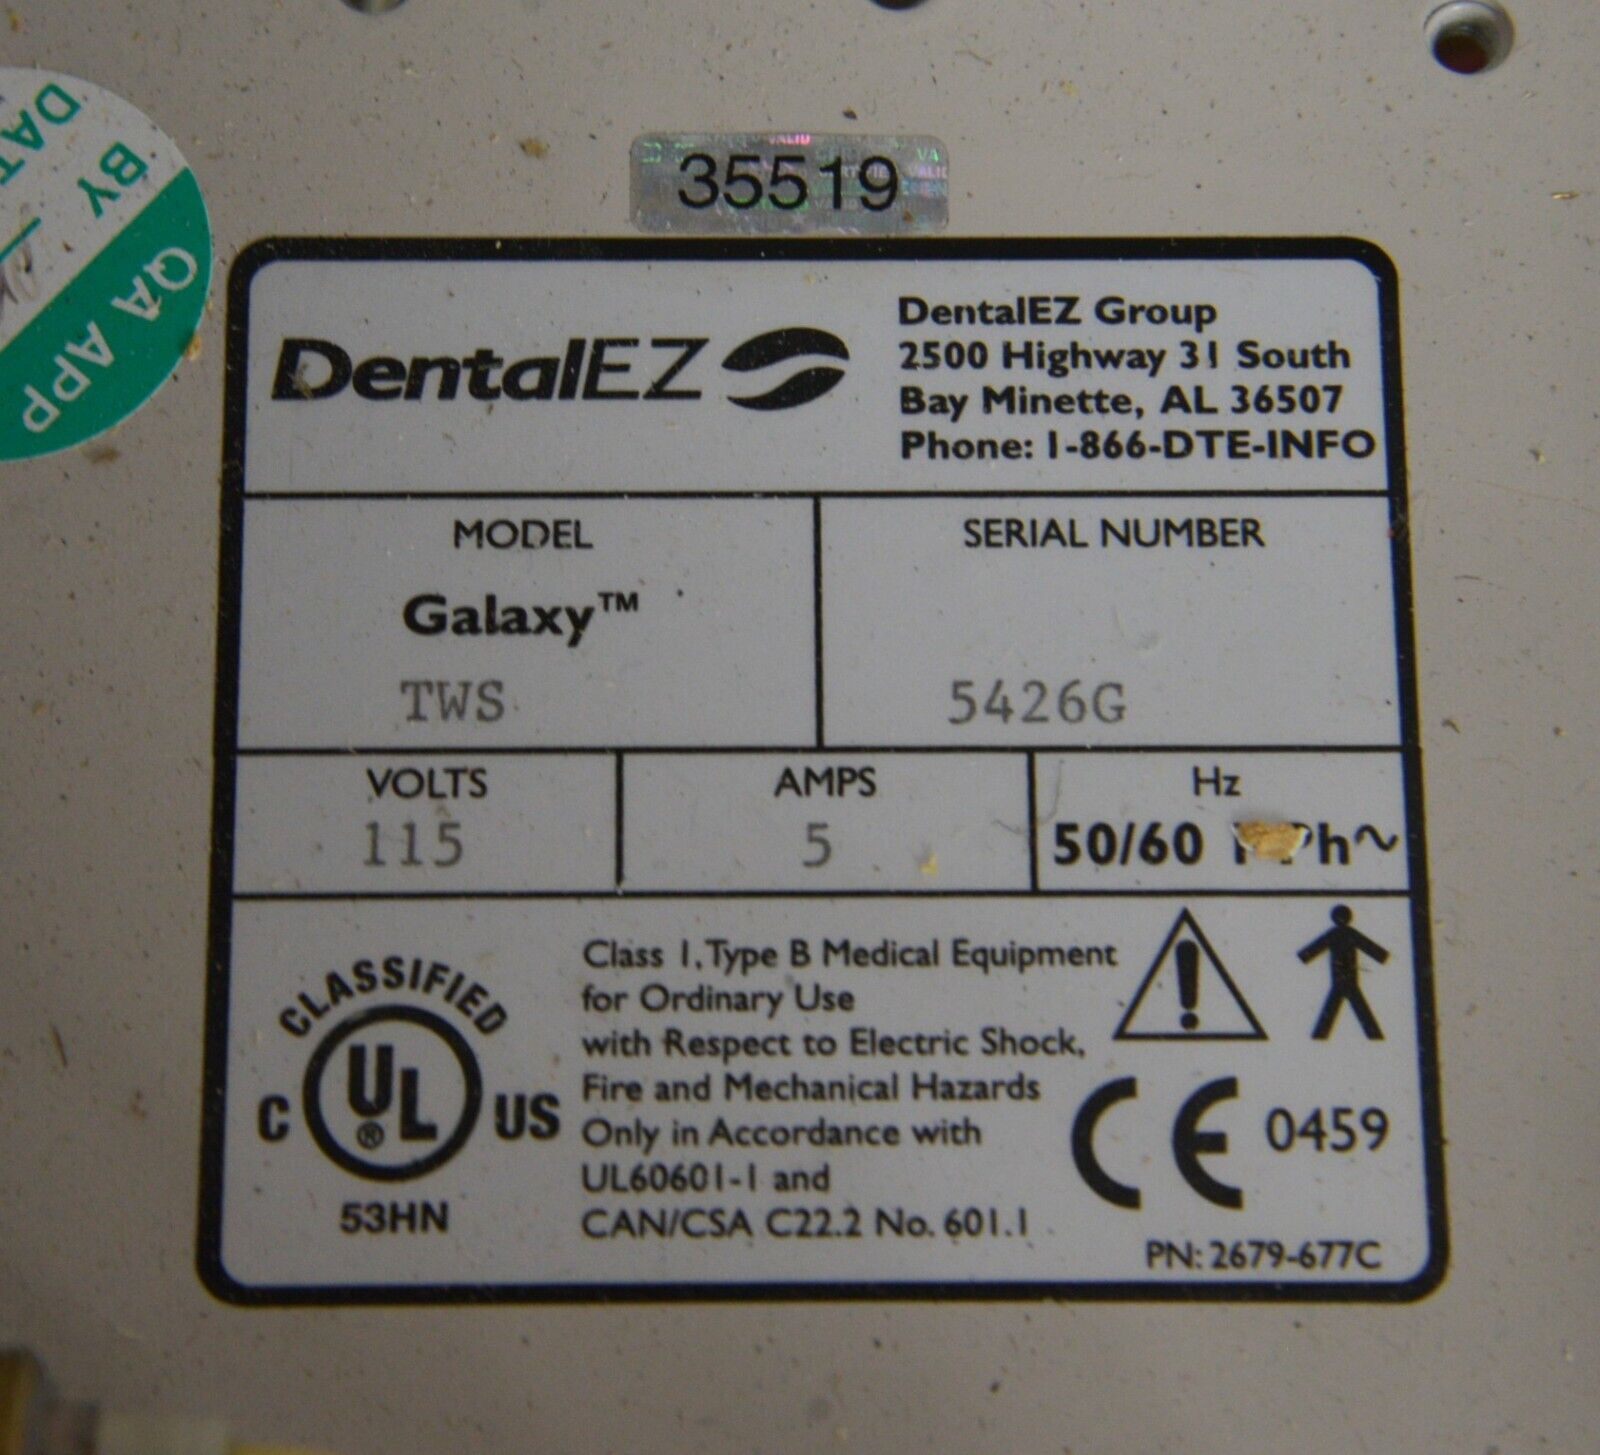 35519
BY
QA APP
DentalEZ
DentalEZ Group
2500 Highway 31 South
Bay Minette, AL 36507
Phone: 1-866-DTE-INFO
MODEL
Galaxy™
TWS
SERIAL NUMBER
5426G
VOLTS
115
AMPS
5
Hz
50/60 Ph~
CLASSIFIED
C UL® US
53HN
Class 1, Type B Medical Equipment
for Ordinary Use
with Respect to Electric Shock,
Fire and Mechanical Hazards
Only in Accordance with
UL60601-1 and
CAN/CSA C22.2 No. 601.1
CE 0459
PN: 2679-677C